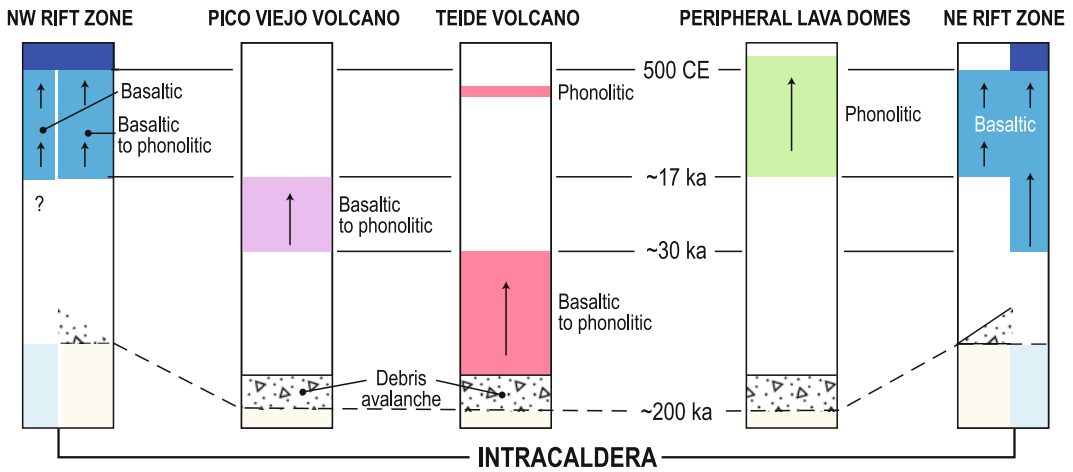 NW RIFT ZONE
PICO VIEJO VOLCANO
TEIDE VOLCANO
PERIPHERAL LAVA DOMES
NE RIFT ZONE
500 CE
Basaltic
Phonolitic
Phonolitic
Basaltic
Basaltic
to phonolitic
~17 ka
?
Basaltic
to phonolitic
~30 ka
Basaltic
to phonolitic
Debris
avalanche
~200 ka
INTRACALDERA